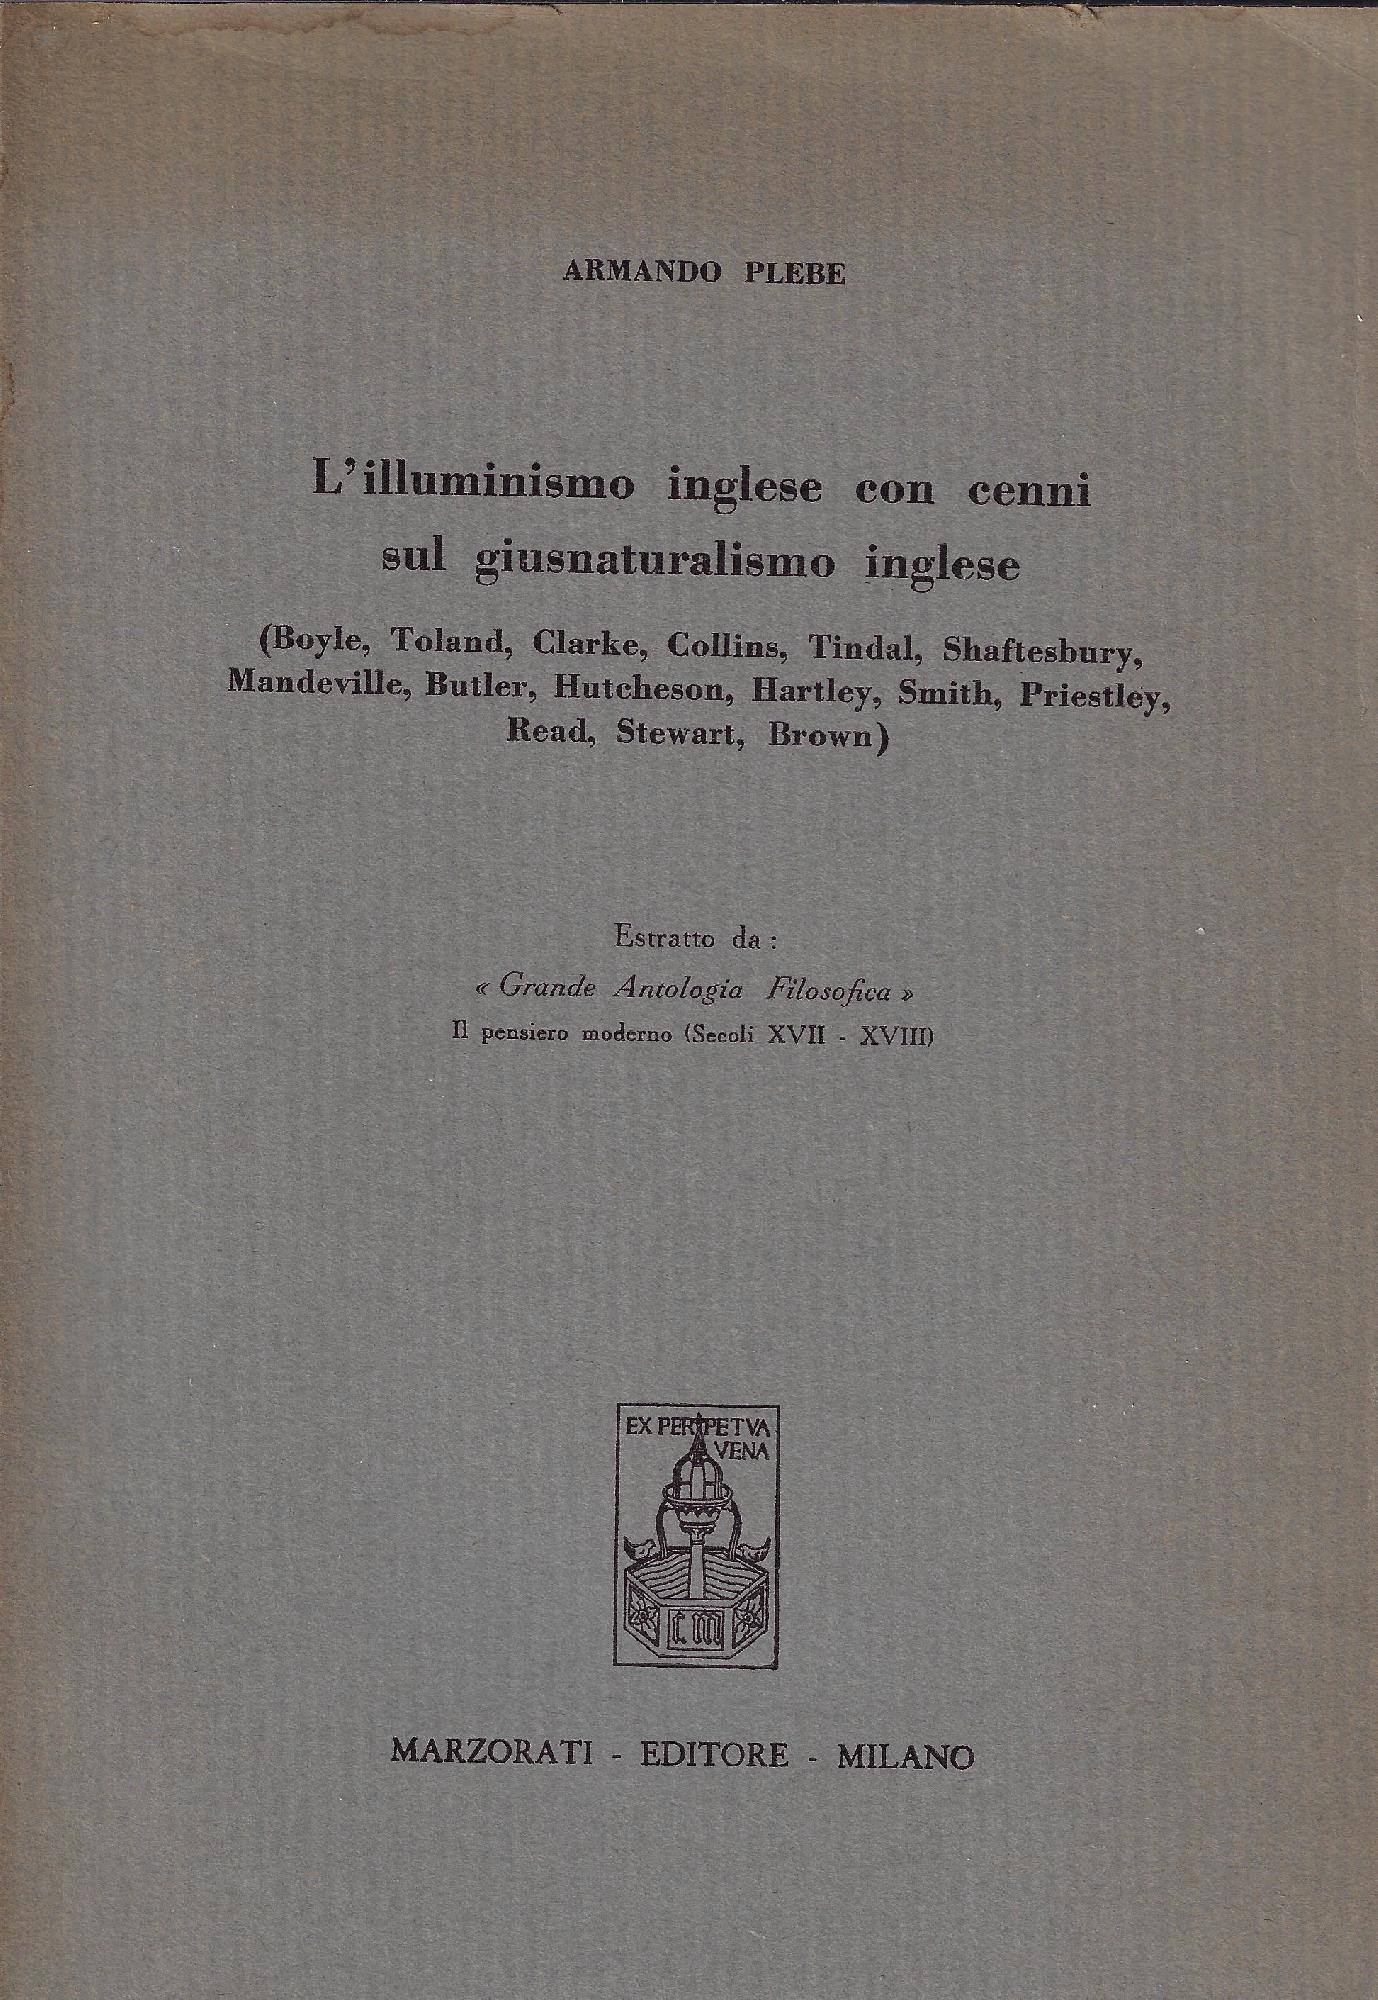 ARMANDO PLEBE
L'illuminismo inglese con cenni
sul giusnaturalismo inglese
(Boyle, Toland, Clarke, Collins, Tindal, Shaftesbury,
Mandeville, Butler, Hutcheson, Hartley, Smith, Priestley,
Read, Stewart, Brown)
Estratto da :
« Grande Antologia Filosofica »
Il pensiero moderno (Secoli XVII - XVIII)
EX PERPETVA
VENA
C. M
MARZORATI - EDITORE - MILANO